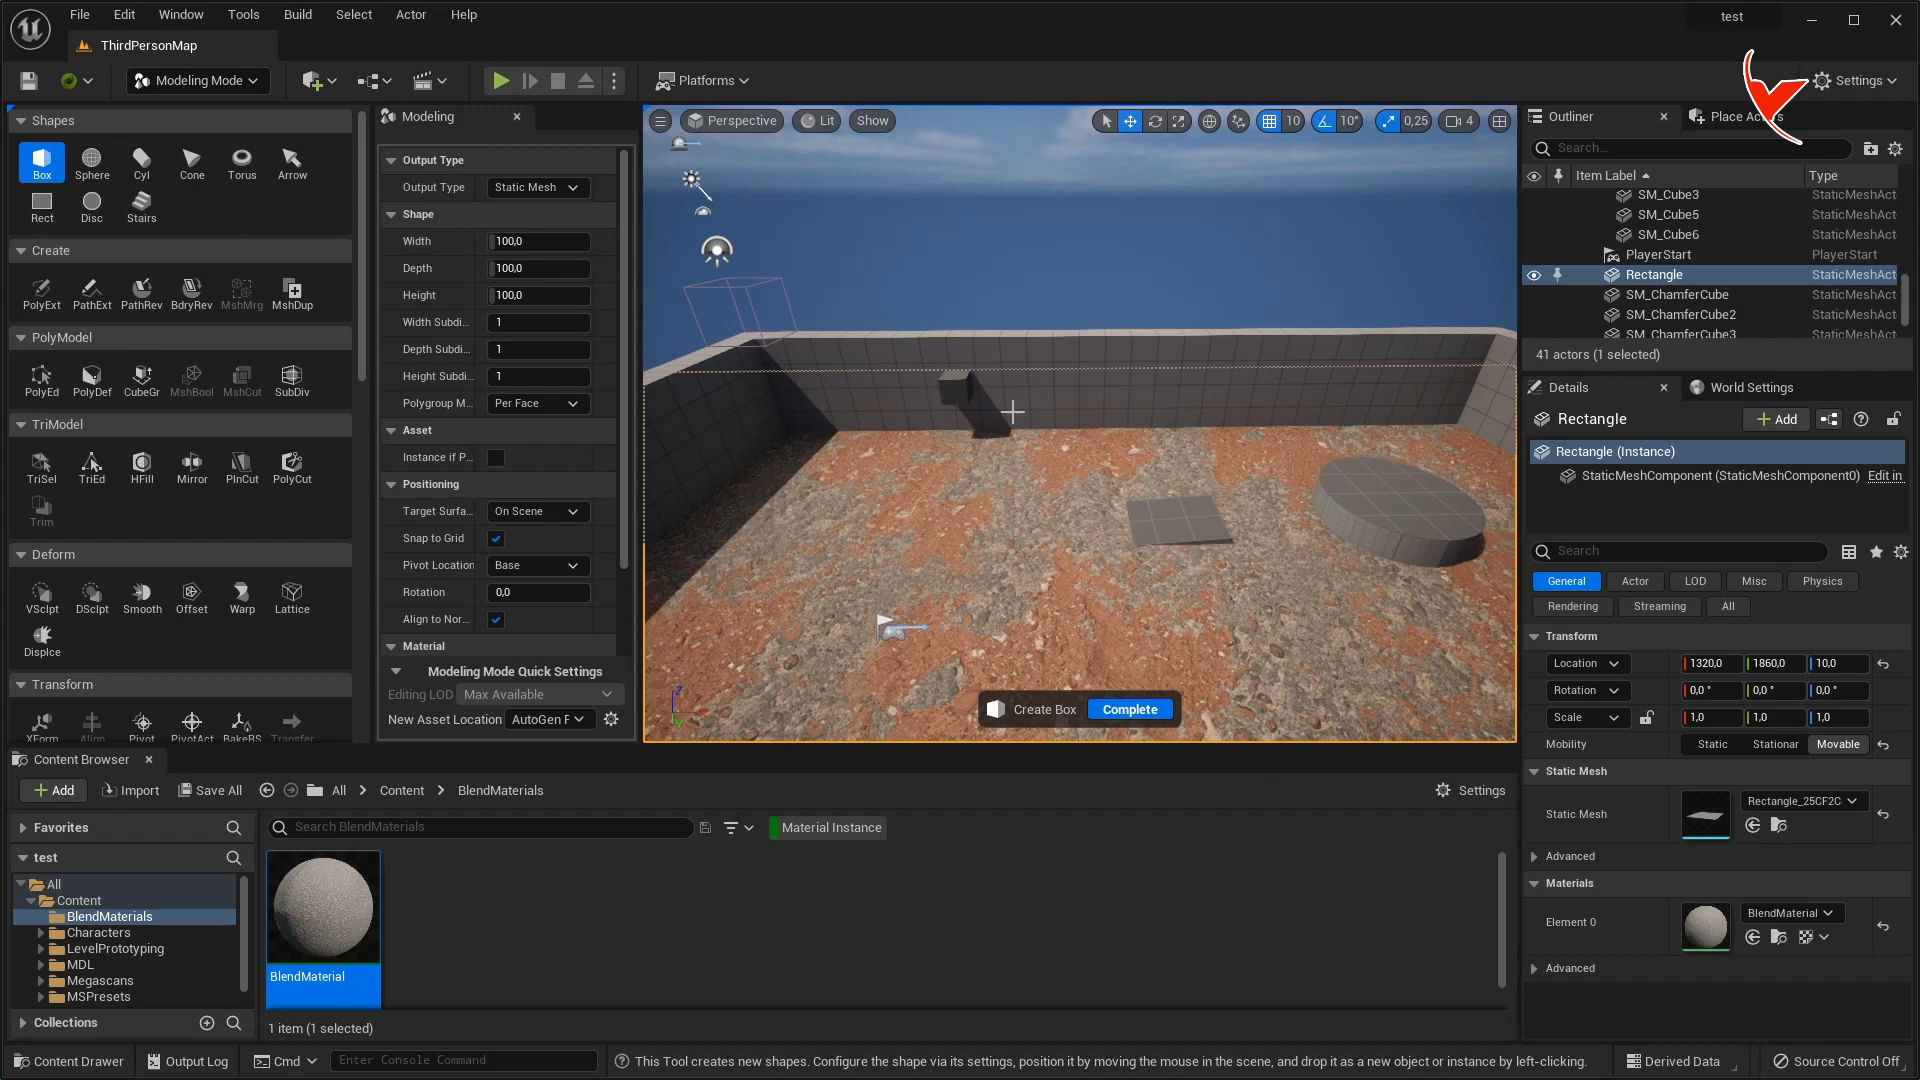 File Edit Window Tools Build Select Actor Help
test
ThirdPersonMap
Modeling Mode
Platforms
Settings
Shapes
Box Sphere Cyl Cone Torus Arrow
Rect Disc Stairs
Create
PolyExt PathExt PathRev BdryRev MshMrg MshDup
PolyModel
PolyEd PolyDef CubeGr MshBool MshCut SubDiv
TriModel
TriSel TriEd HFill Mirror PlnCut PolyCut
Trim
Deform
VSclpt DSclpt Smooth Offset Warp Lattice
Displce
Transform
XForm Align Pivot PivotAct BakeRS Transfer
Modeling
Output Type
Output Type Static Mesh
Shape
Width 100,0
Depth 100,0
Height 100,0
Width Subdi... 1
Depth Subdi... 1
Height Subdi... 1
Polygroup M... Per Face
Asset
Instance if P...
Positioning
Target Surfa... On Scene
Snap to Grid
Pivot Location Base
Rotation 0,0
Align to Nor...
Material
Modeling Mode Quick Settings
Editing LOD Max Available
New Asset Location AutoGen F
Perspective Lit Show
10 10° 0,25 4
Create Box Complete
Outliner
Search...
Item Label Type
SM_Cube3 StaticMeshAct
SM_Cube5 StaticMeshAct
SM_Cube6 StaticMeshAct
PlayerStart PlayerStart
Rectangle StaticMeshAct
SM_ChamferCube StaticMeshAct
SM_ChamferCube2 StaticMeshAct
SM_ChamferCube3 StaticMeshAct
41 actors (1 selected)
Details World Settings
Rectangle Add
Rectangle (Instance)
StaticMeshComponent (StaticMeshComponent0) Edit in
Search
General Actor LOD Misc Physics
Rendering Streaming All
Transform
Location 1320,0 1860,0 10,0
Rotation 0,0 ° 0,0 ° 0,0 °
Scale 1,0 1,0 1,0
Mobility Static Stationar Movable
Static Mesh
Static Mesh Rectangle_25CF2C
Advanced
Materials
Element 0 BlendMaterial
Advanced
Content Browser
Add Import Save All All Content BlendMaterials Settings
Favorites
test
All
Content
BlendMaterials
Characters
LevelPrototyping
MDL
Megascans
MSPresets
Collections
Search BlendMaterials
Material Instance
BlendMaterial
1 item (1 selected)
Content Drawer Output Log Cmd Enter Console Command
This Tool creates new shapes. Configure the shape via its settings, position it by moving the mouse in the scene, and drop it as a new object or instance by left-clicking.
Derived Data Source Control Off